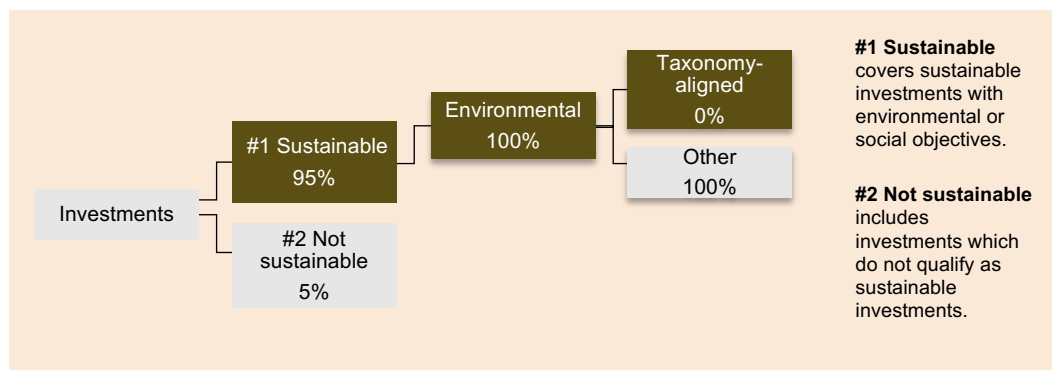 Investments
#1 Sustainable
95%
#2 Not
sustainable
5%
Environmental
100%
Taxonomy-
aligned
0%
Other
100%
#1 Sustainable
covers sustainable
investments with
environmental or
social objectives.
#2 Not sustainable
includes
investments which
do not qualify as
sustainable
investments.